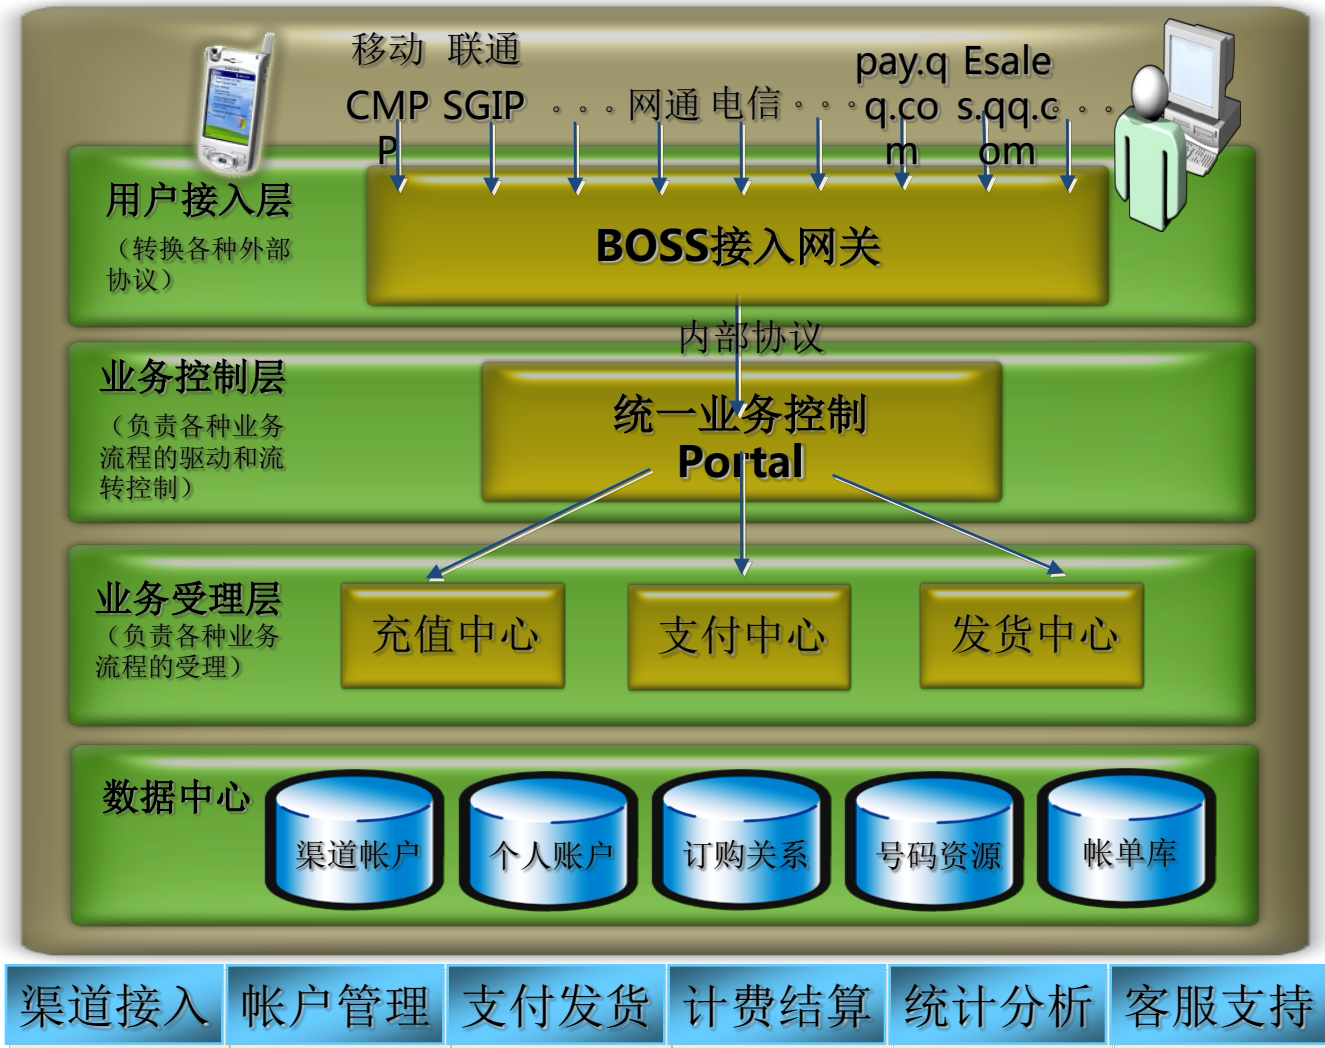 移动 联通
CMPP SGIP 。。。 网通 电信 。。。 pay.qq.com Esales.qq.com 。。。
用户接入层
（转换各种外部
协议）
BOSS接入网关
内部协议
业务控制层
（负责各种业务
流程的驱动和流
转控制）
统一业务控制
Portal
业务受理层
（负责各种业务
流程的受理）
充值中心 支付中心 发货中心
数据中心
渠道帐户 个人账户 订购关系 号码资源 帐单库
渠道接入 帐户管理 支付发货 计费结算 统计分析 客服支持